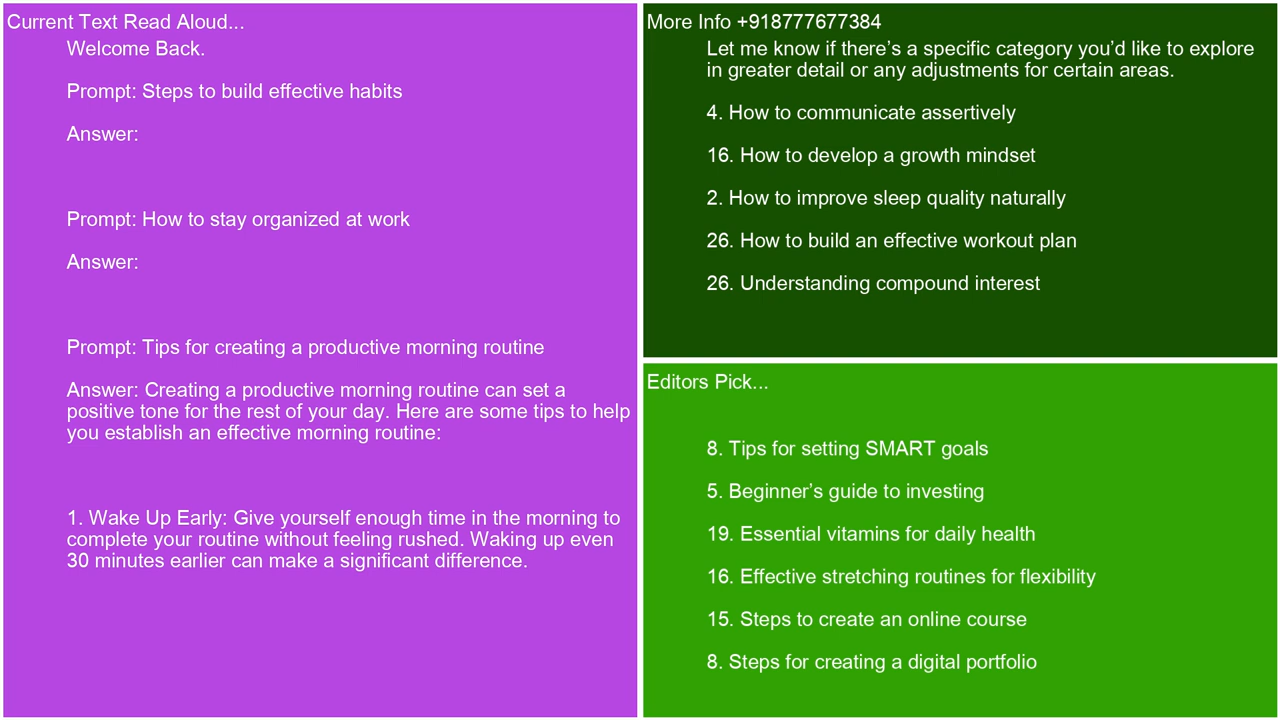 Current Text Read Aloud...
Welcome Back.
Prompt: Steps to build effective habits
Answer:
Prompt: How to stay organized at work
Answer:
Prompt: Tips for creating a productive morning routine
Answer: Creating a productive morning routine can set a
positive tone for the rest of your day. Here are some tips to help
you establish an effective morning routine:
1. Wake Up Early: Give yourself enough time in the morning to
complete your routine without feeling rushed. Waking up even
30 minutes earlier can make a significant difference.
More Info +918777677384
Let me know if there’s a specific category you’d like to explore
in greater detail or any adjustments for certain areas.
4. How to communicate assertively
16. How to develop a growth mindset
2. How to improve sleep quality naturally
26. How to build an effective workout plan
26. Understanding compound interest
Editors Pick...
8. Tips for setting SMART goals
5. Beginner’s guide to investing
19. Essential vitamins for daily health
16. Effective stretching routines for flexibility
15. Steps to create an online course
8. Steps for creating a digital portfolio